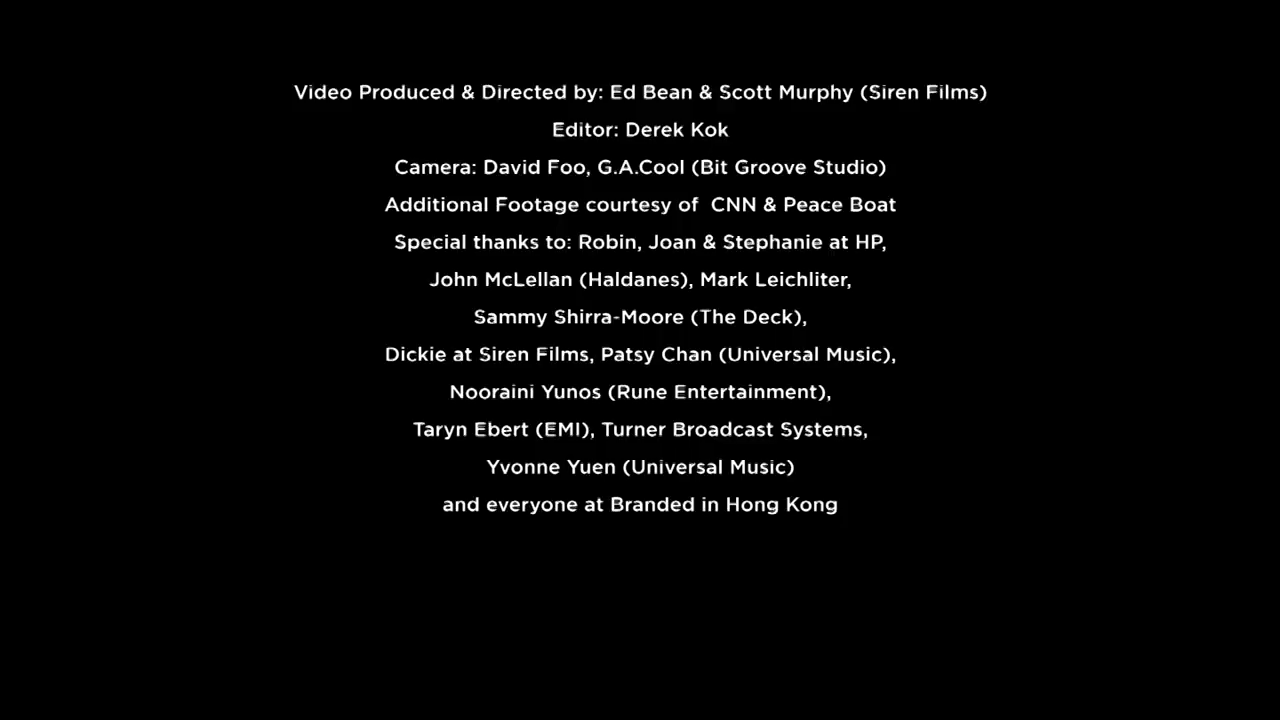 Video Produced & Directed by: Ed Bean & Scott Murphy (Siren Films)
Editor: Derek Kok
Camera: David Foo, G.A.Cool (Bit Groove Studio)
Additional Footage courtesy of  CNN & Peace Boat
Special thanks to: Robin, Joan & Stephanie at HP,
John McLellan (Haldanes), Mark Leichliter,
Sammy Shirra-Moore (The Deck),
Dickie at Siren Films, Patsy Chan (Universal Music),
Nooraini Yunos (Rune Entertainment),
Taryn Ebert (EMI), Turner Broadcast Systems,
Yvonne Yuen (Universal Music)
and everyone at Branded in Hong Kong